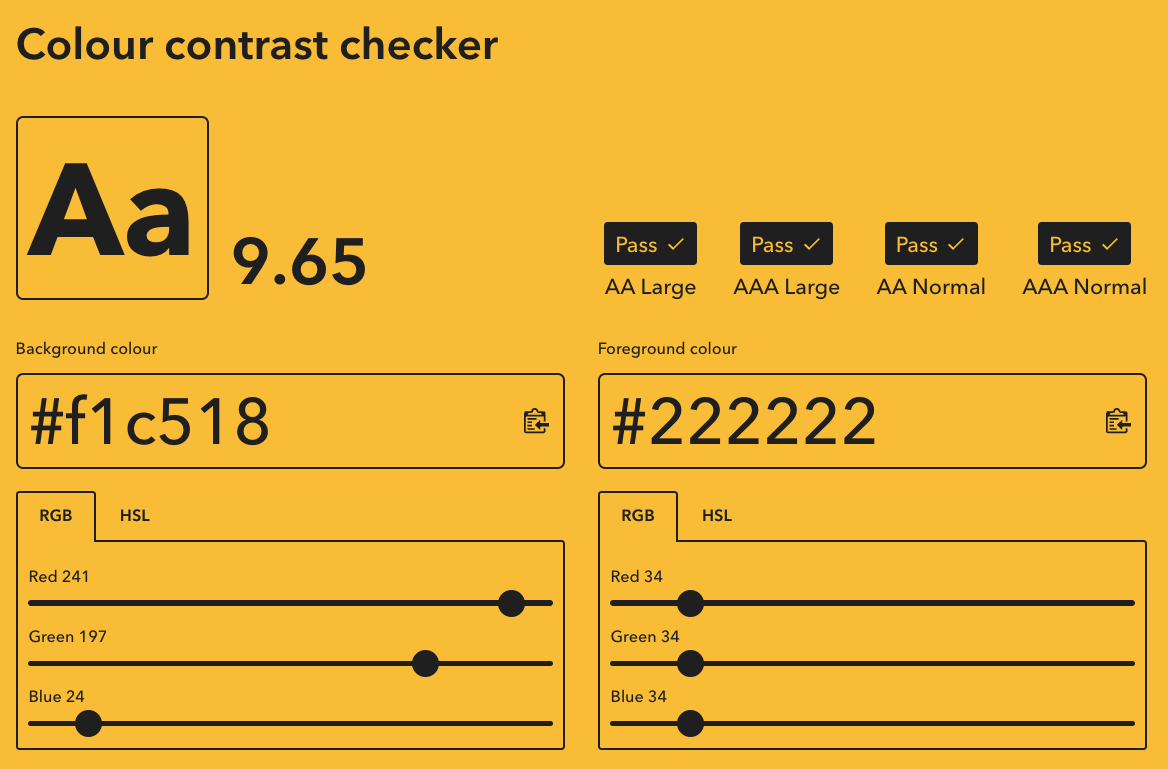 Colour contrast checker
Aa
9.65
Pass Pass Pass Pass
AA Large AAA Large AA Normal AAA Normal
Background colour
#f1c518
RGB HSL
Red 241
Green 197
Blue 24
Foreground colour
#222222
RGB HSL
Red 34
Green 34
Blue 34